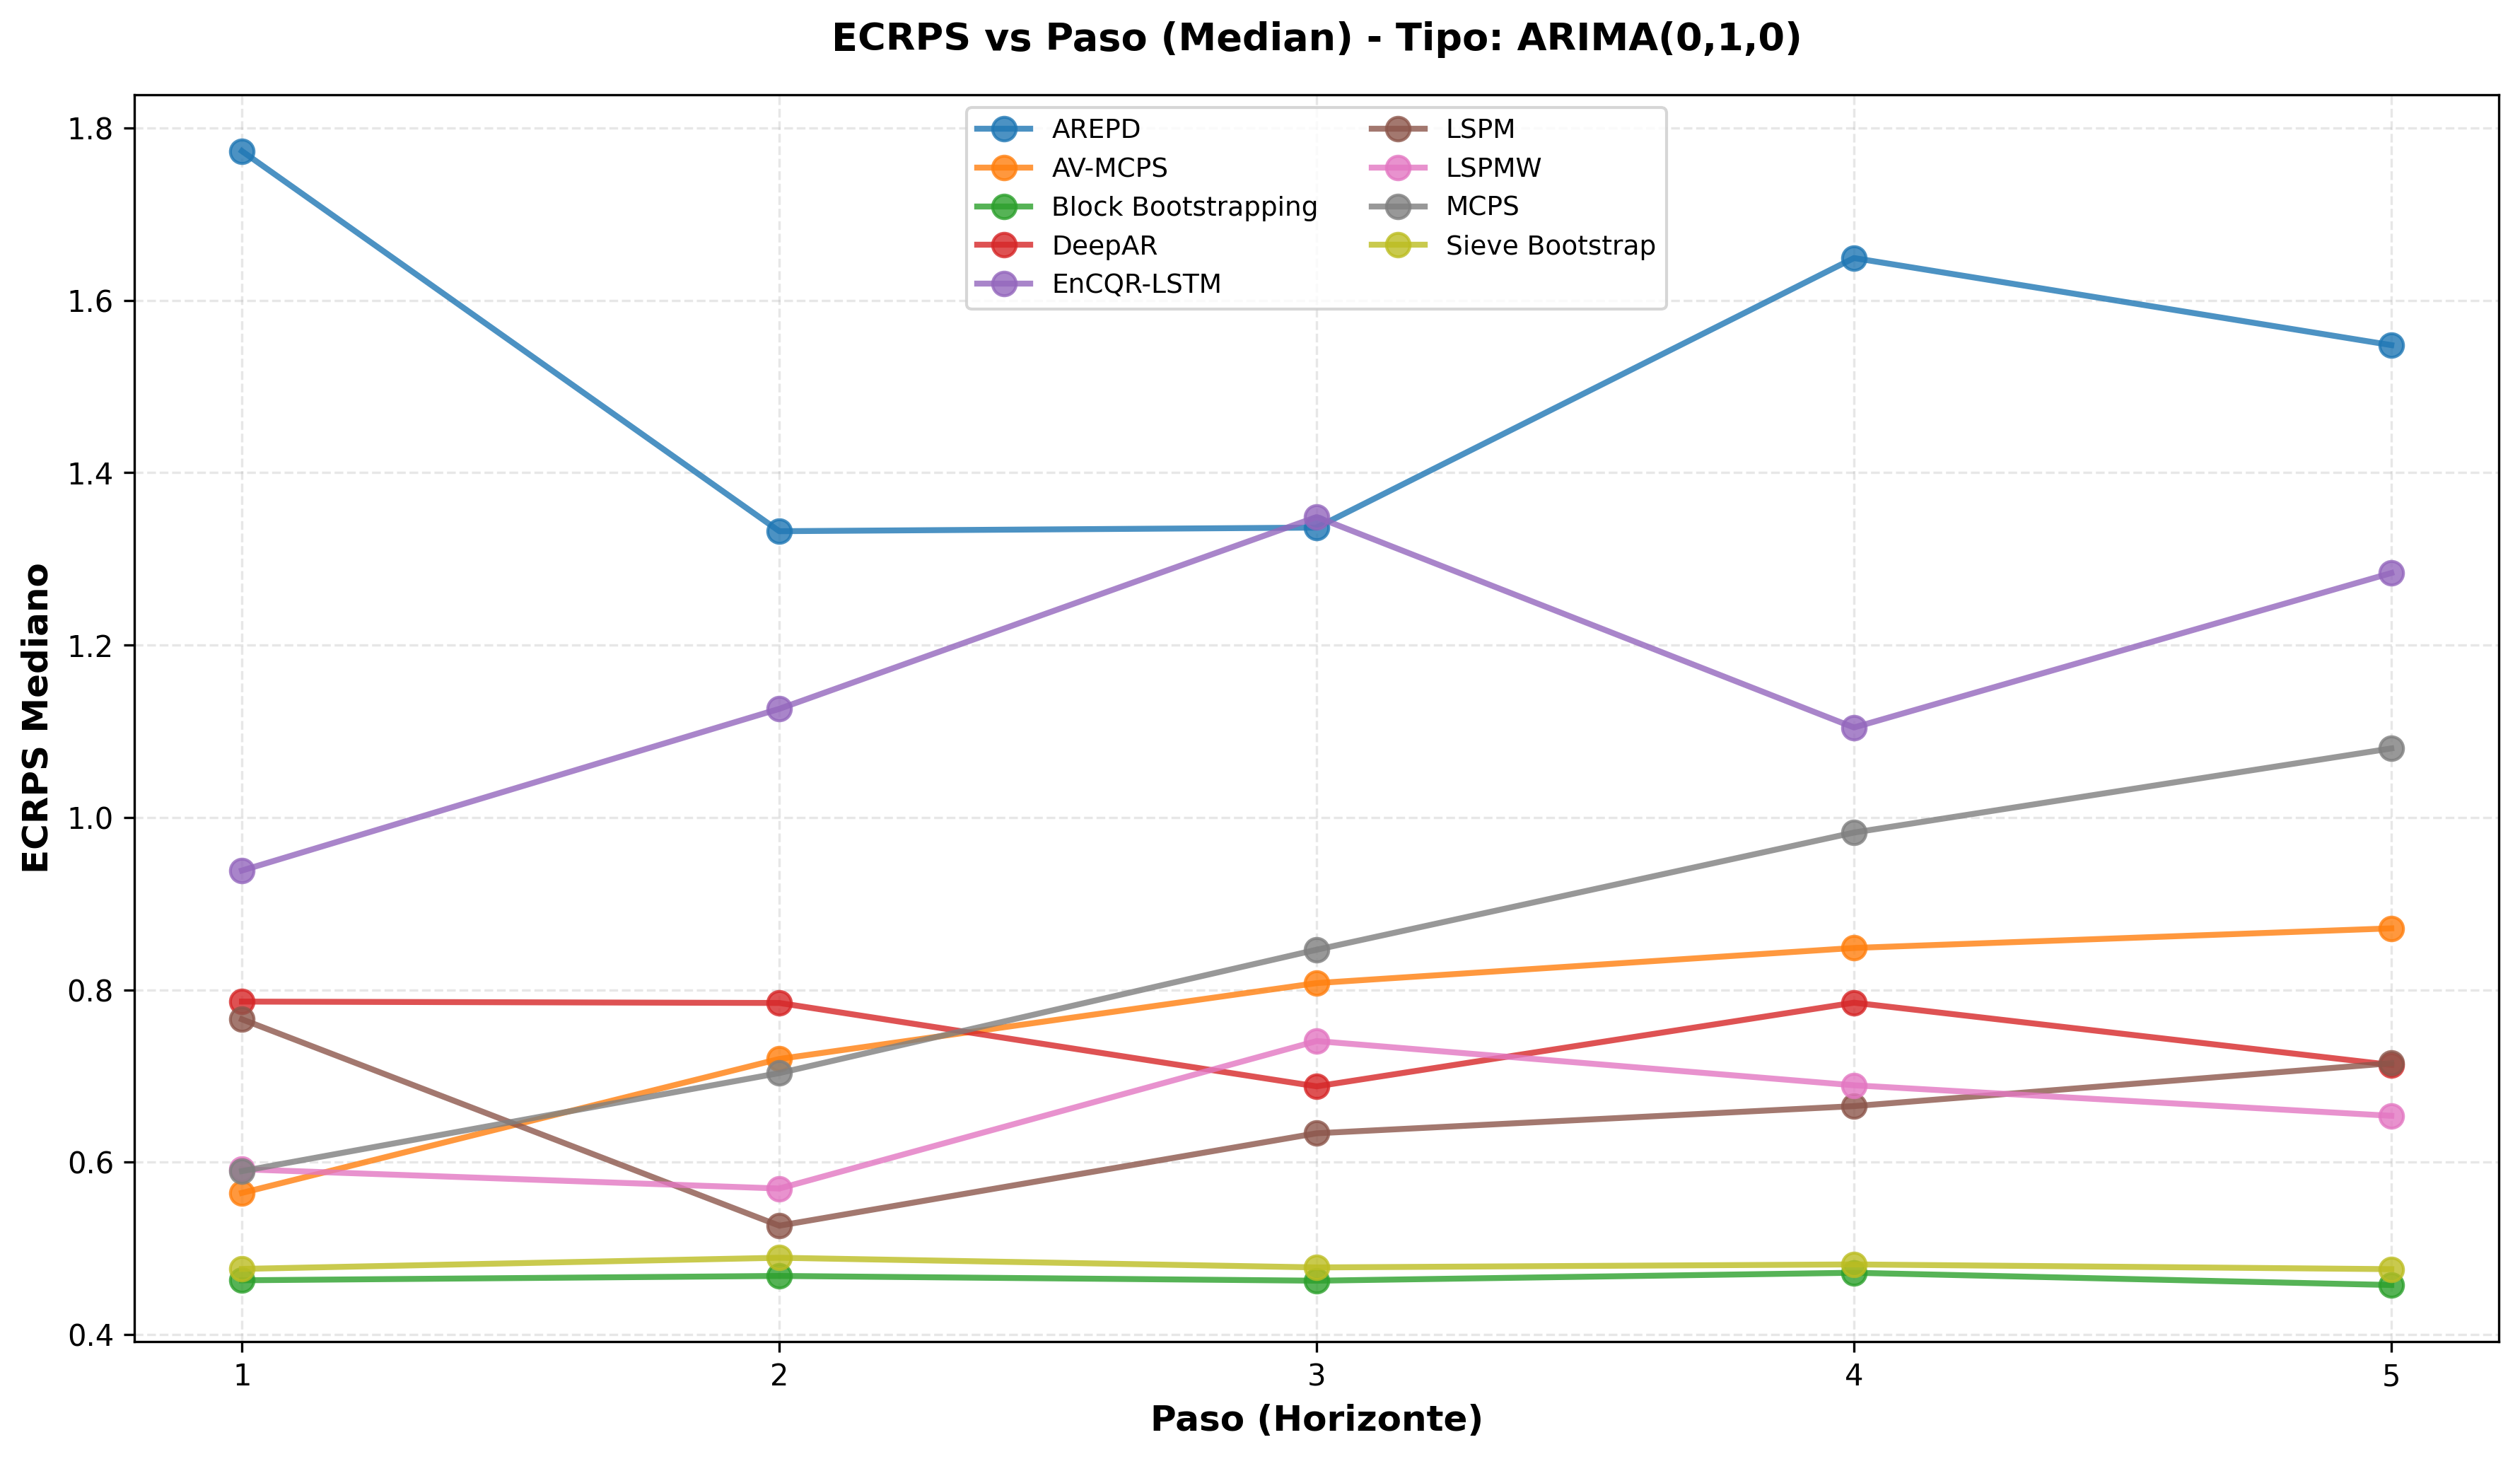 ECRPS vs Paso (Median) - Tipo: ARIMA(0,1,0)
AREPD
AV-MCPS
Block Bootstrapping
DeepAR
EnCQR-LSTM
LSPM
LSPMW
MCPS
Sieve Bootstrap
ECRPS Mediano
1.8
1.6
1.4
1.2
1.0
0.8
0.6
0.4
1 2 3 4 5
Paso (Horizonte)